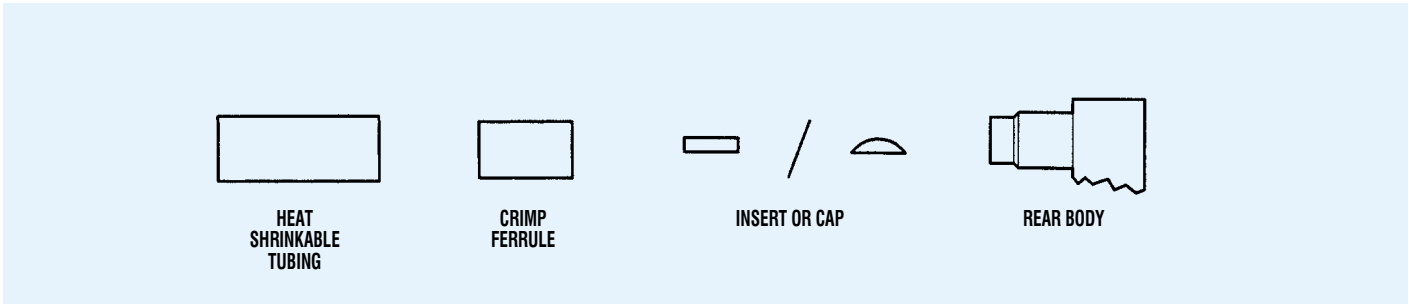 HEAT
SHRINKABLE
TUBING
CRIMP
FERRULE
INSERT OR CAP
REAR BODY